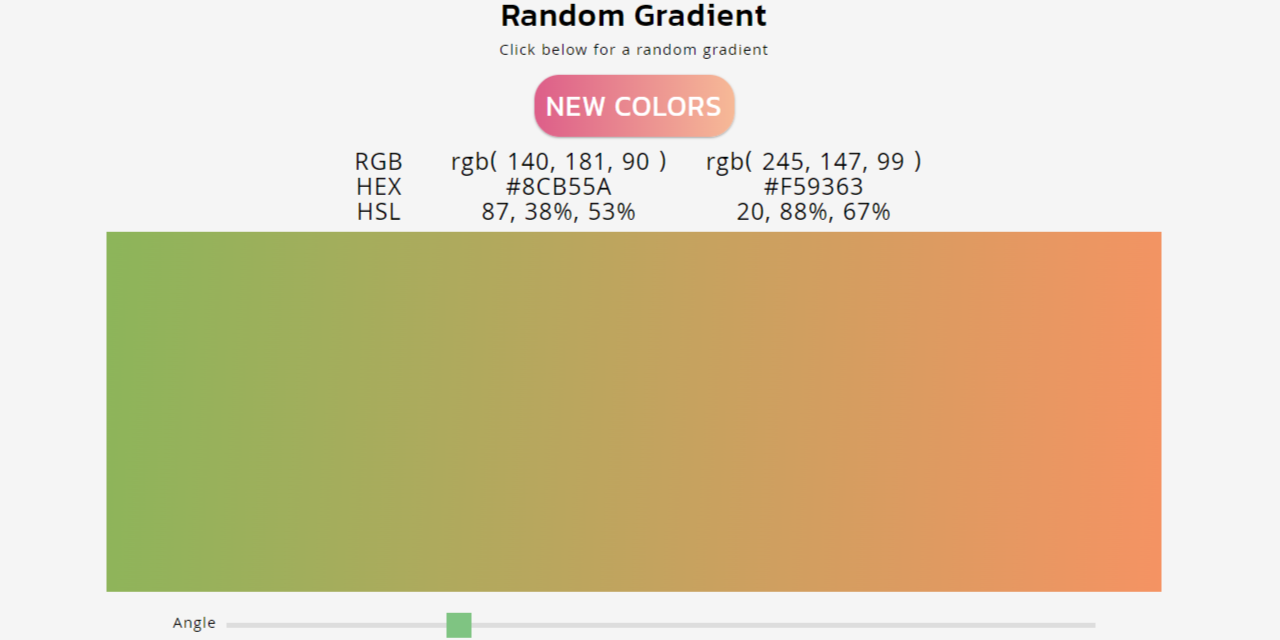 Random Gradient
Click below for a random gradient
NEW COLORS
RGB rgb( 140, 181, 90 ) rgb( 245, 147, 99 )
HEX #8CB55A #F59363
HSL 87, 38%, 53% 20, 88%, 67%
Angle